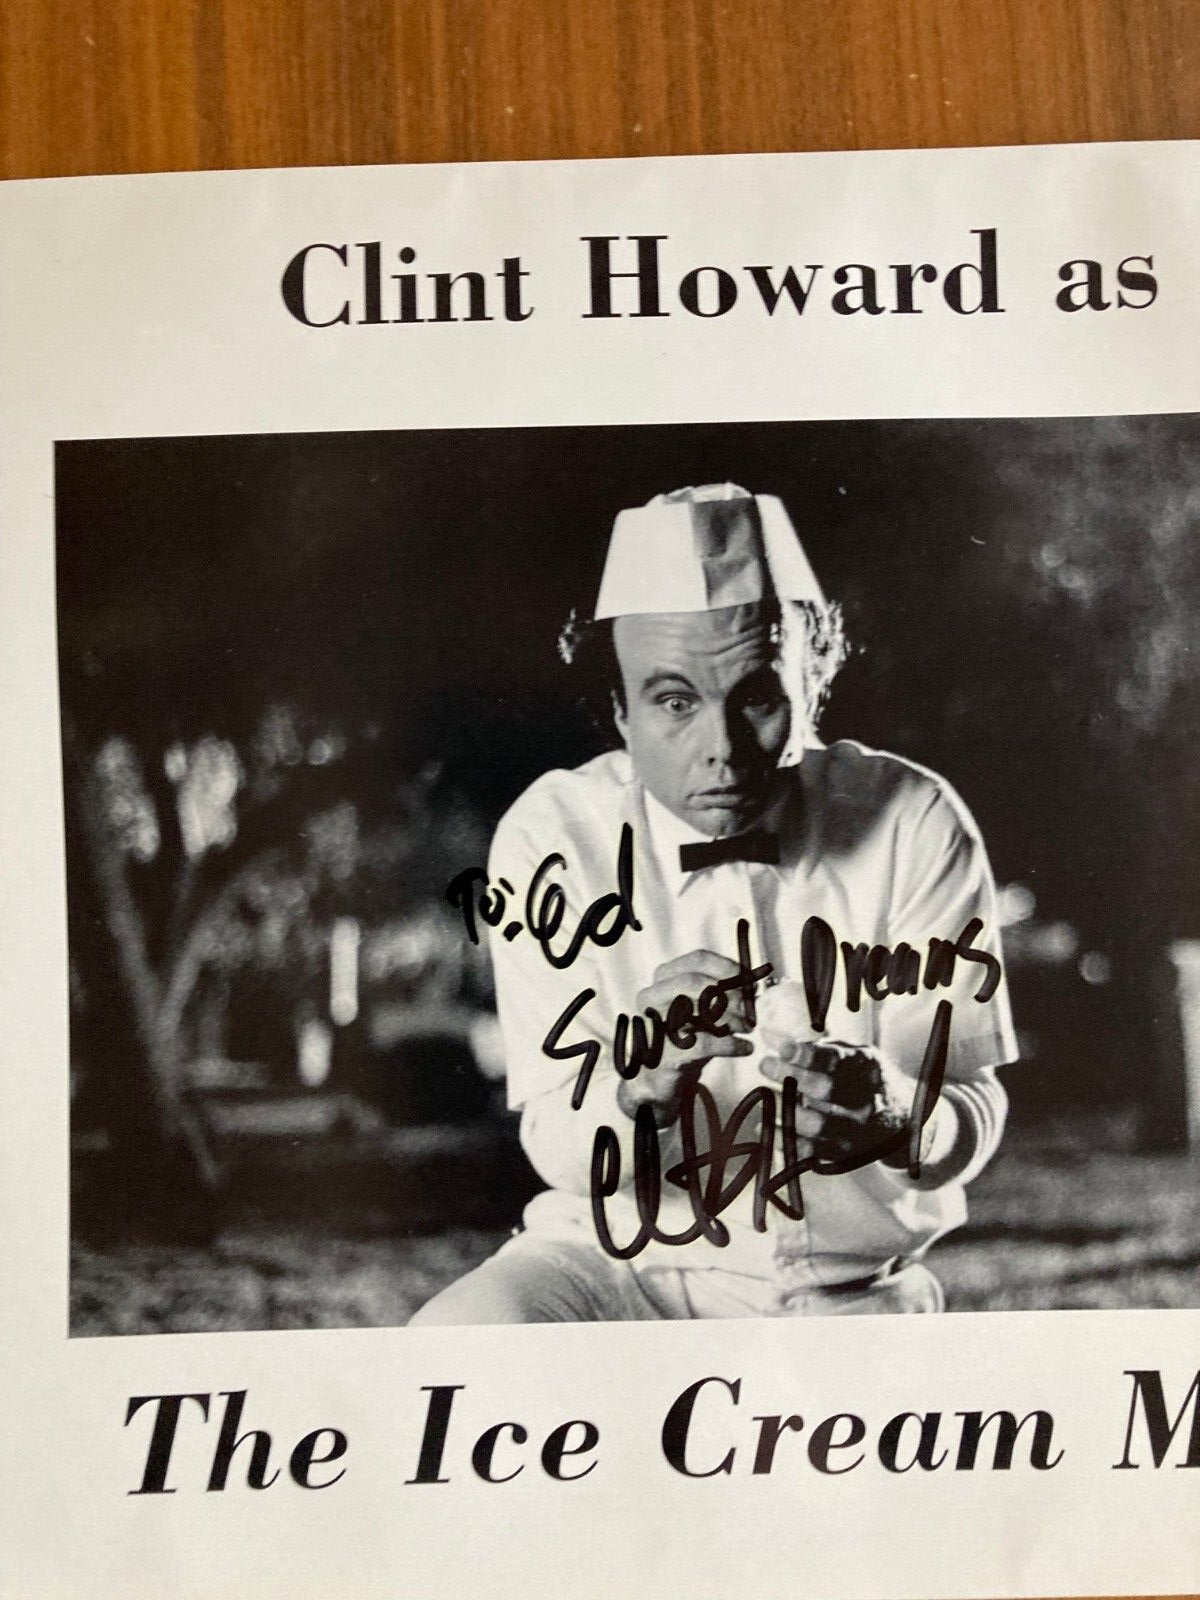 Clint Howard as
To: Ed
Sweet Dreams
The Ice Cream M